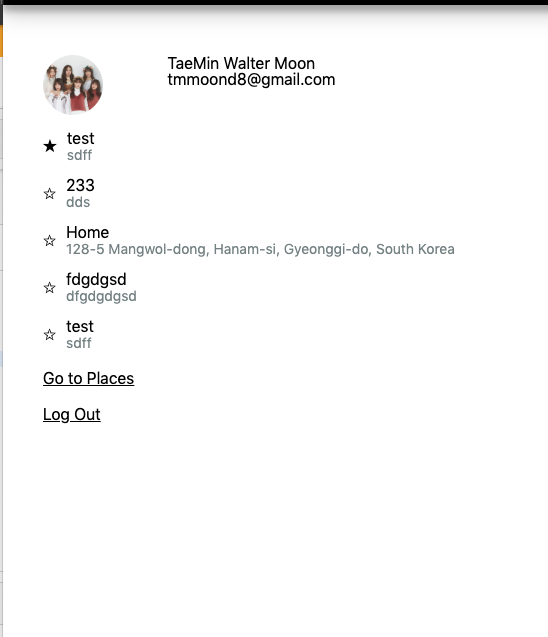 TaeMin Walter Moon
tmmoond8@gmail.com
test
sdff
233
dds
Home
128-5 Mangwol-dong, Hanam-si, Gyeonggi-do, South Korea
fdgdgsd
dfgdgdgsd
test
sdff
Go to Places
Log Out